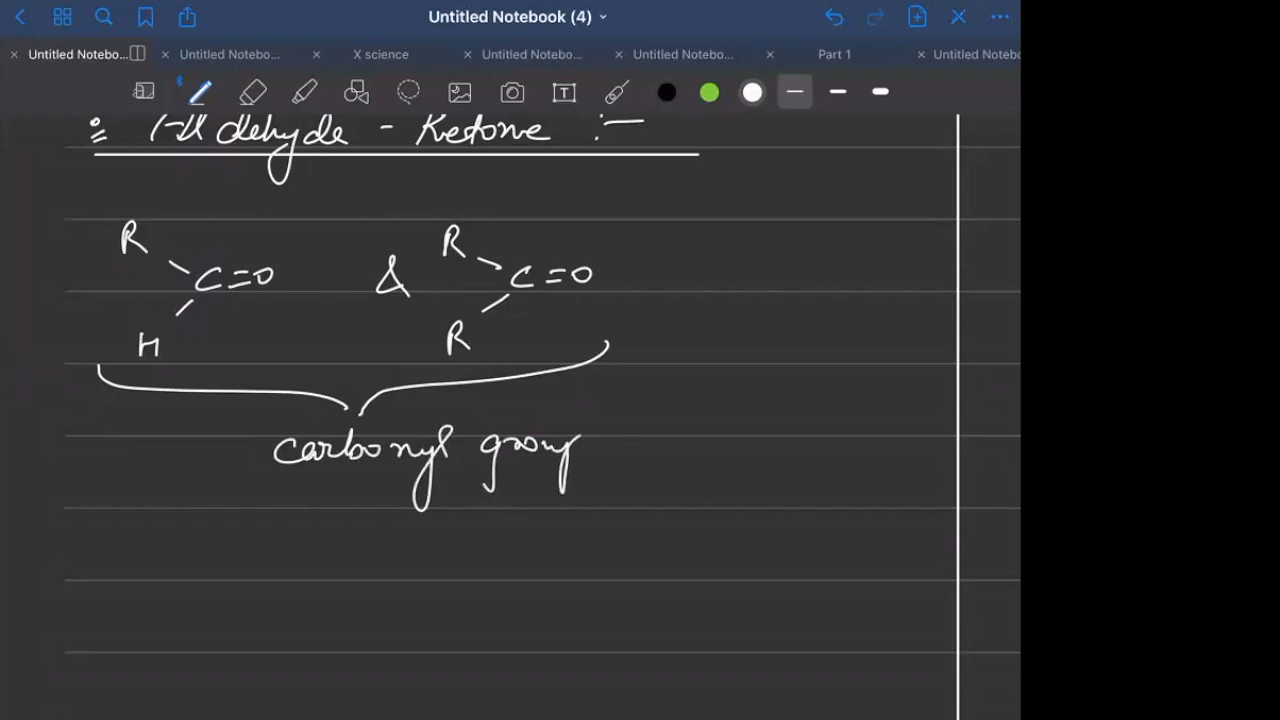 Untitled Notebook (4)
Untitled Notebo... Untitled Notebo... X science Untitled Notebo... Untitled Notebo... Part 1 Untitled Notebo
T
Aldehyde - Ketone :-
R R
C=O & C=O
H R
carbonyl group